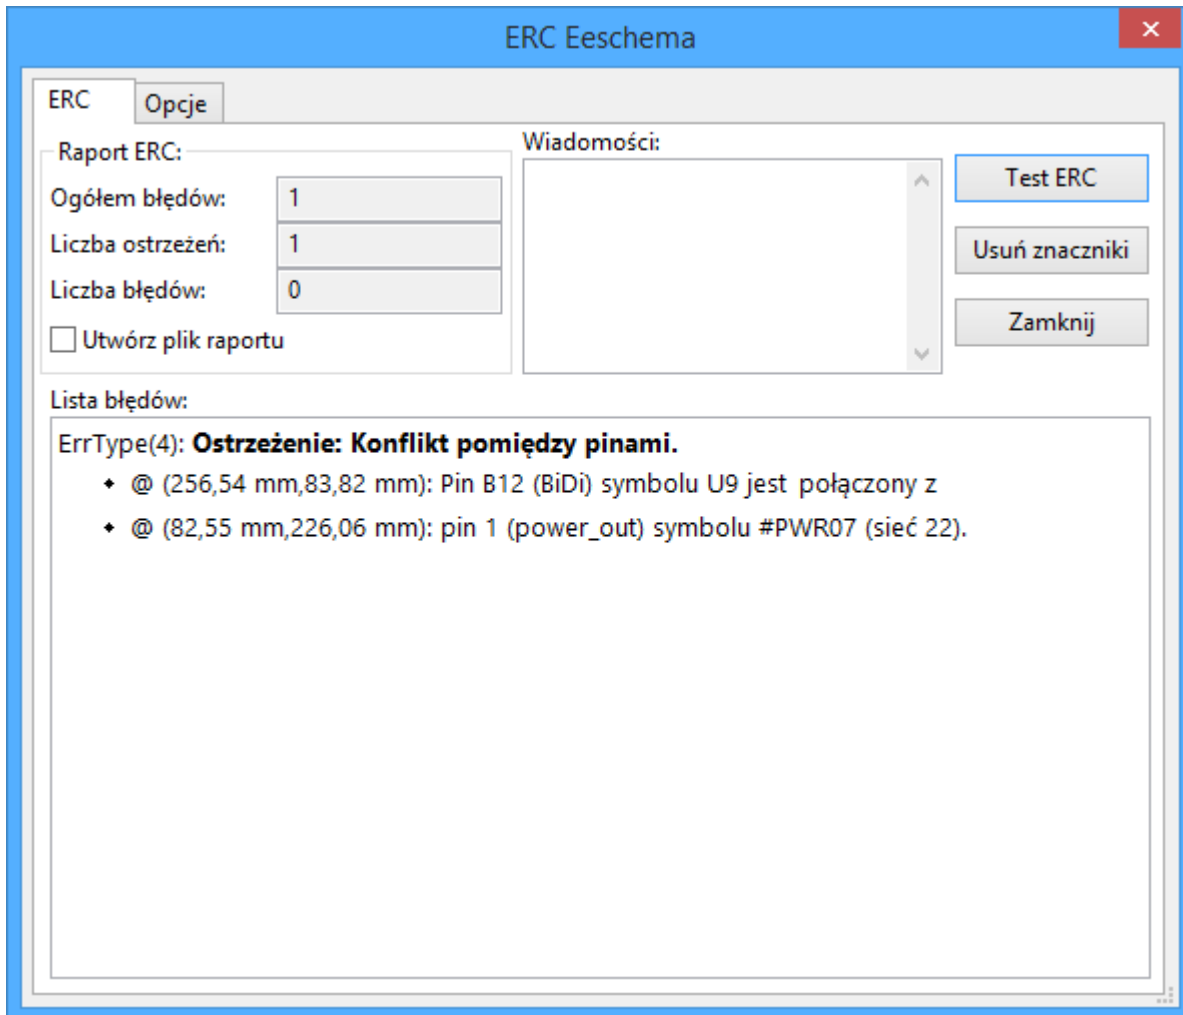 ERC Eeschema
ERC
Opcje
Raport ERC:
Ogółem błędów:
1
Liczba ostrzeżeń:
1
Liczba błędów:
0
Utwórz plik raportu
Wiadomości:
Test ERC
Usuń znaczniki
Zamknij
Lista błędów:
ErrType(4): Ostrzeżenie: Konflikt pomiędzy pinami.
@ (256,54 mm,83,82 mm): Pin B12 (BiDi) symbolu U9 jest połączony z
@ (82,55 mm,226,06 mm): pin 1 (power_out) symbolu #PWR07 (sieć 22).